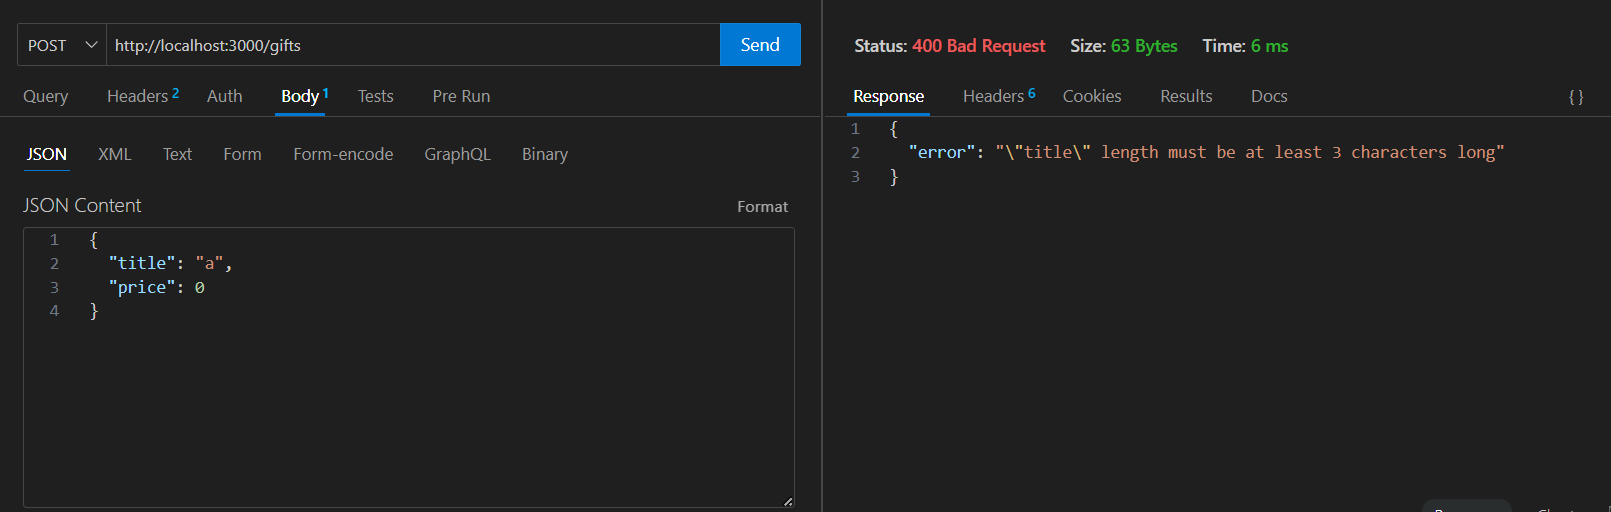 POST http://localhost:3000/gifts Send
Query Headers 2 Auth Body 1 Tests Pre Run
JSON XML Text Form Form-encode GraphQL Binary
JSON Content Format
1 {
2 "title": "a",
3 "price": 0
4 }
Status: 400 Bad Request Size: 63 Bytes Time: 6 ms
Response Headers 6 Cookies Results Docs { }
1 {
2 "error": "\"title\" length must be at least 3 characters long"
3 }